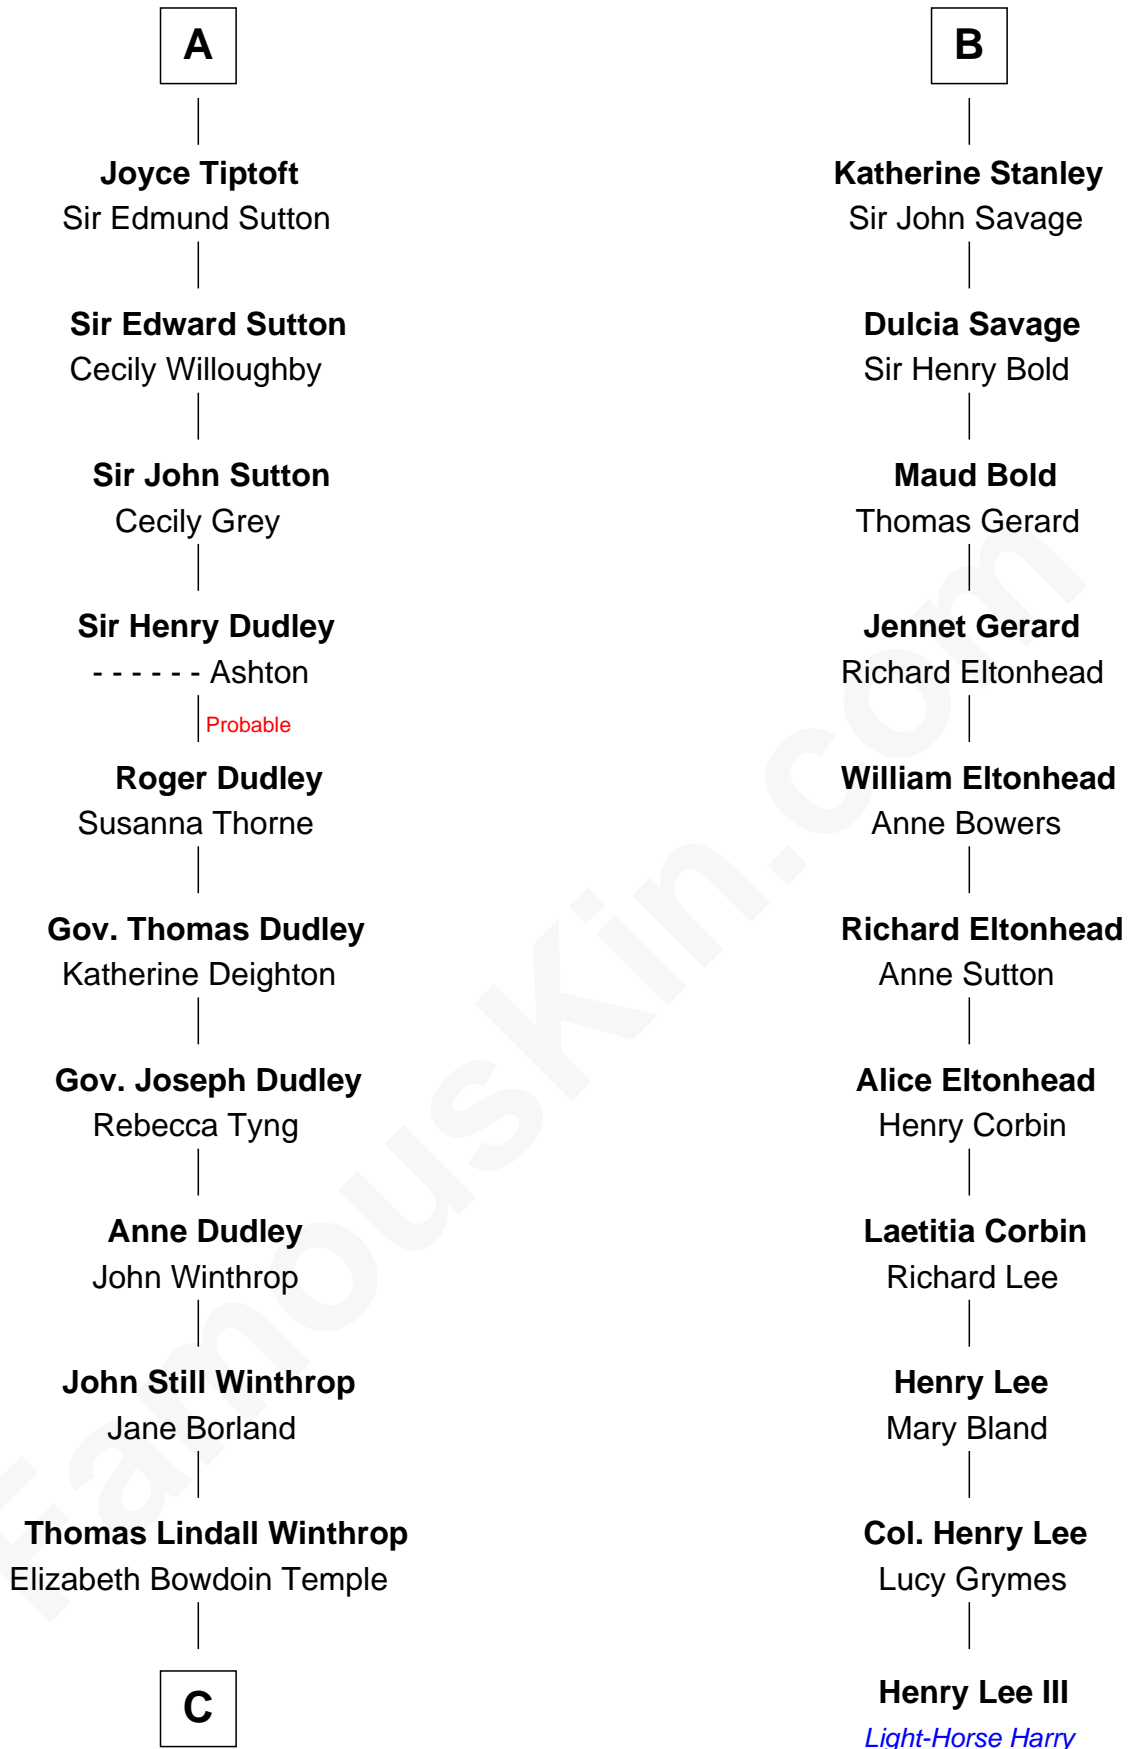 A
Joyce Tiptoft
Sir Edmund Sutton
Sir Edward Sutton
Cecily Willoughby
Sir John Sutton
Cecily Grey
Sir Henry Dudley
- - - - - - Ashton
Probable
Roger Dudley
Susanna Thorne
Gov. Thomas Dudley
Katherine Deighton
Gov. Joseph Dudley
Rebecca Tyng
Anne Dudley
John Winthrop
John Still Winthrop
Jane Borland
Thomas Lindall Winthrop
Elizabeth Bowdoin Temple
C
B
Katherine Stanley
Sir John Savage
Dulcia Savage
Sir Henry Bold
Maud Bold
Thomas Gerard
Jennet Gerard
Richard Eltonhead
William Eltonhead
Anne Bowers
Richard Eltonhead
Anne Sutton
Alice Eltonhead
Henry Corbin
Laetitia Corbin
Richard Lee
Henry Lee
Mary Bland
Col. Henry Lee
Lucy Grymes
Henry Lee III
Light-Horse Harry
FamousKin.com